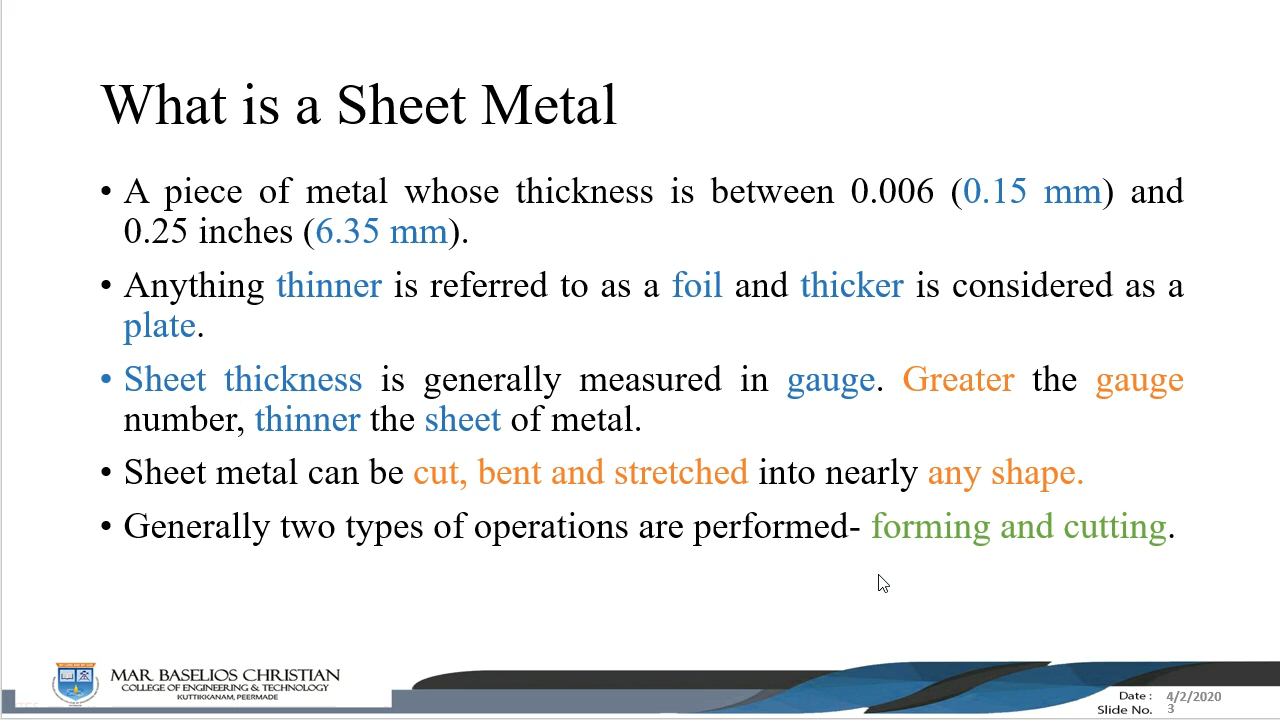 What is a Sheet Metal
• A piece of metal whose thickness is between 0.006 (0.15 mm) and
0.25 inches (6.35 mm).
• Anything thinner is referred to as a foil and thicker is considered as a
plate.
• Sheet thickness is generally measured in gauge. Greater the gauge
number, thinner the sheet of metal.
• Sheet metal can be cut, bent and stretched into nearly any shape.
• Generally two types of operations are performed- forming and cutting.
MAR BASELIOS CHRISTIAN
COLLEGE OF ENGINEERING & TECHNOLOGY
KUTTIKKANAM, PEERMADE
Date : 4/2/2020
Slide No. 3